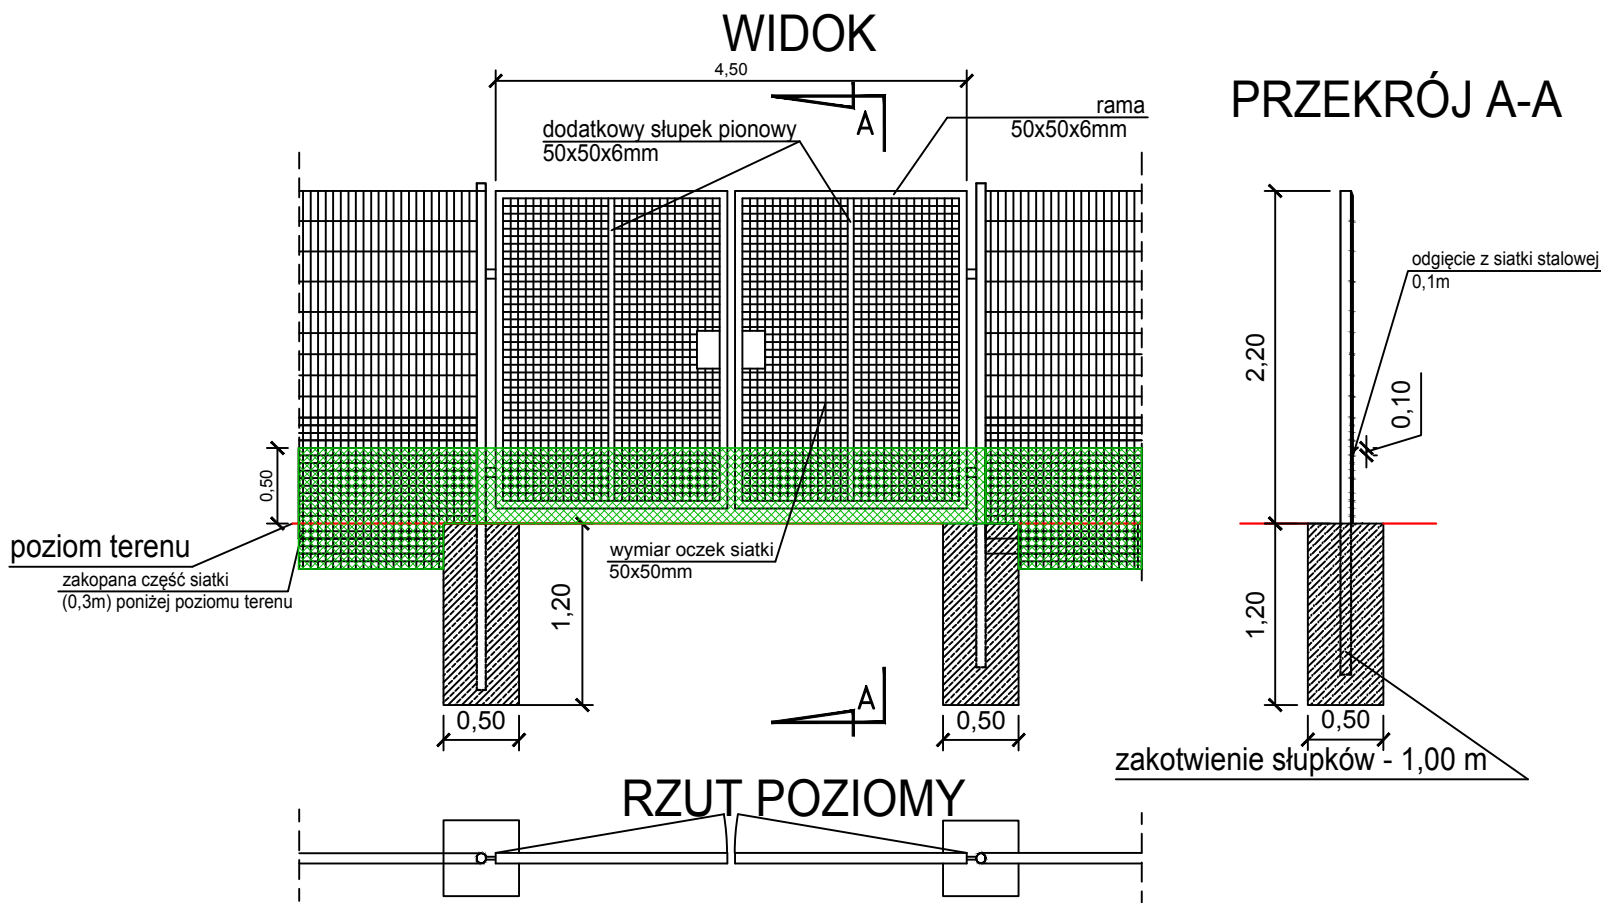 WIDOK
4,50
PRZEKRÓJ A-A
rama
50x50x6mm
A
dodatkowy słupek pionowy
50x50x6mm
odgięcie z siatki stalowej
0,1m
2,20
0,10
0,50
poziom terenu
zakopana część siatki
(0,3m) poniżej poziomu terenu
wymiar oczek siatki
50x50mm
1,20
1,20
A
0,50
0,50
0,50
zakotwienie słupków - 1,00 m
RZUT POZIOMY